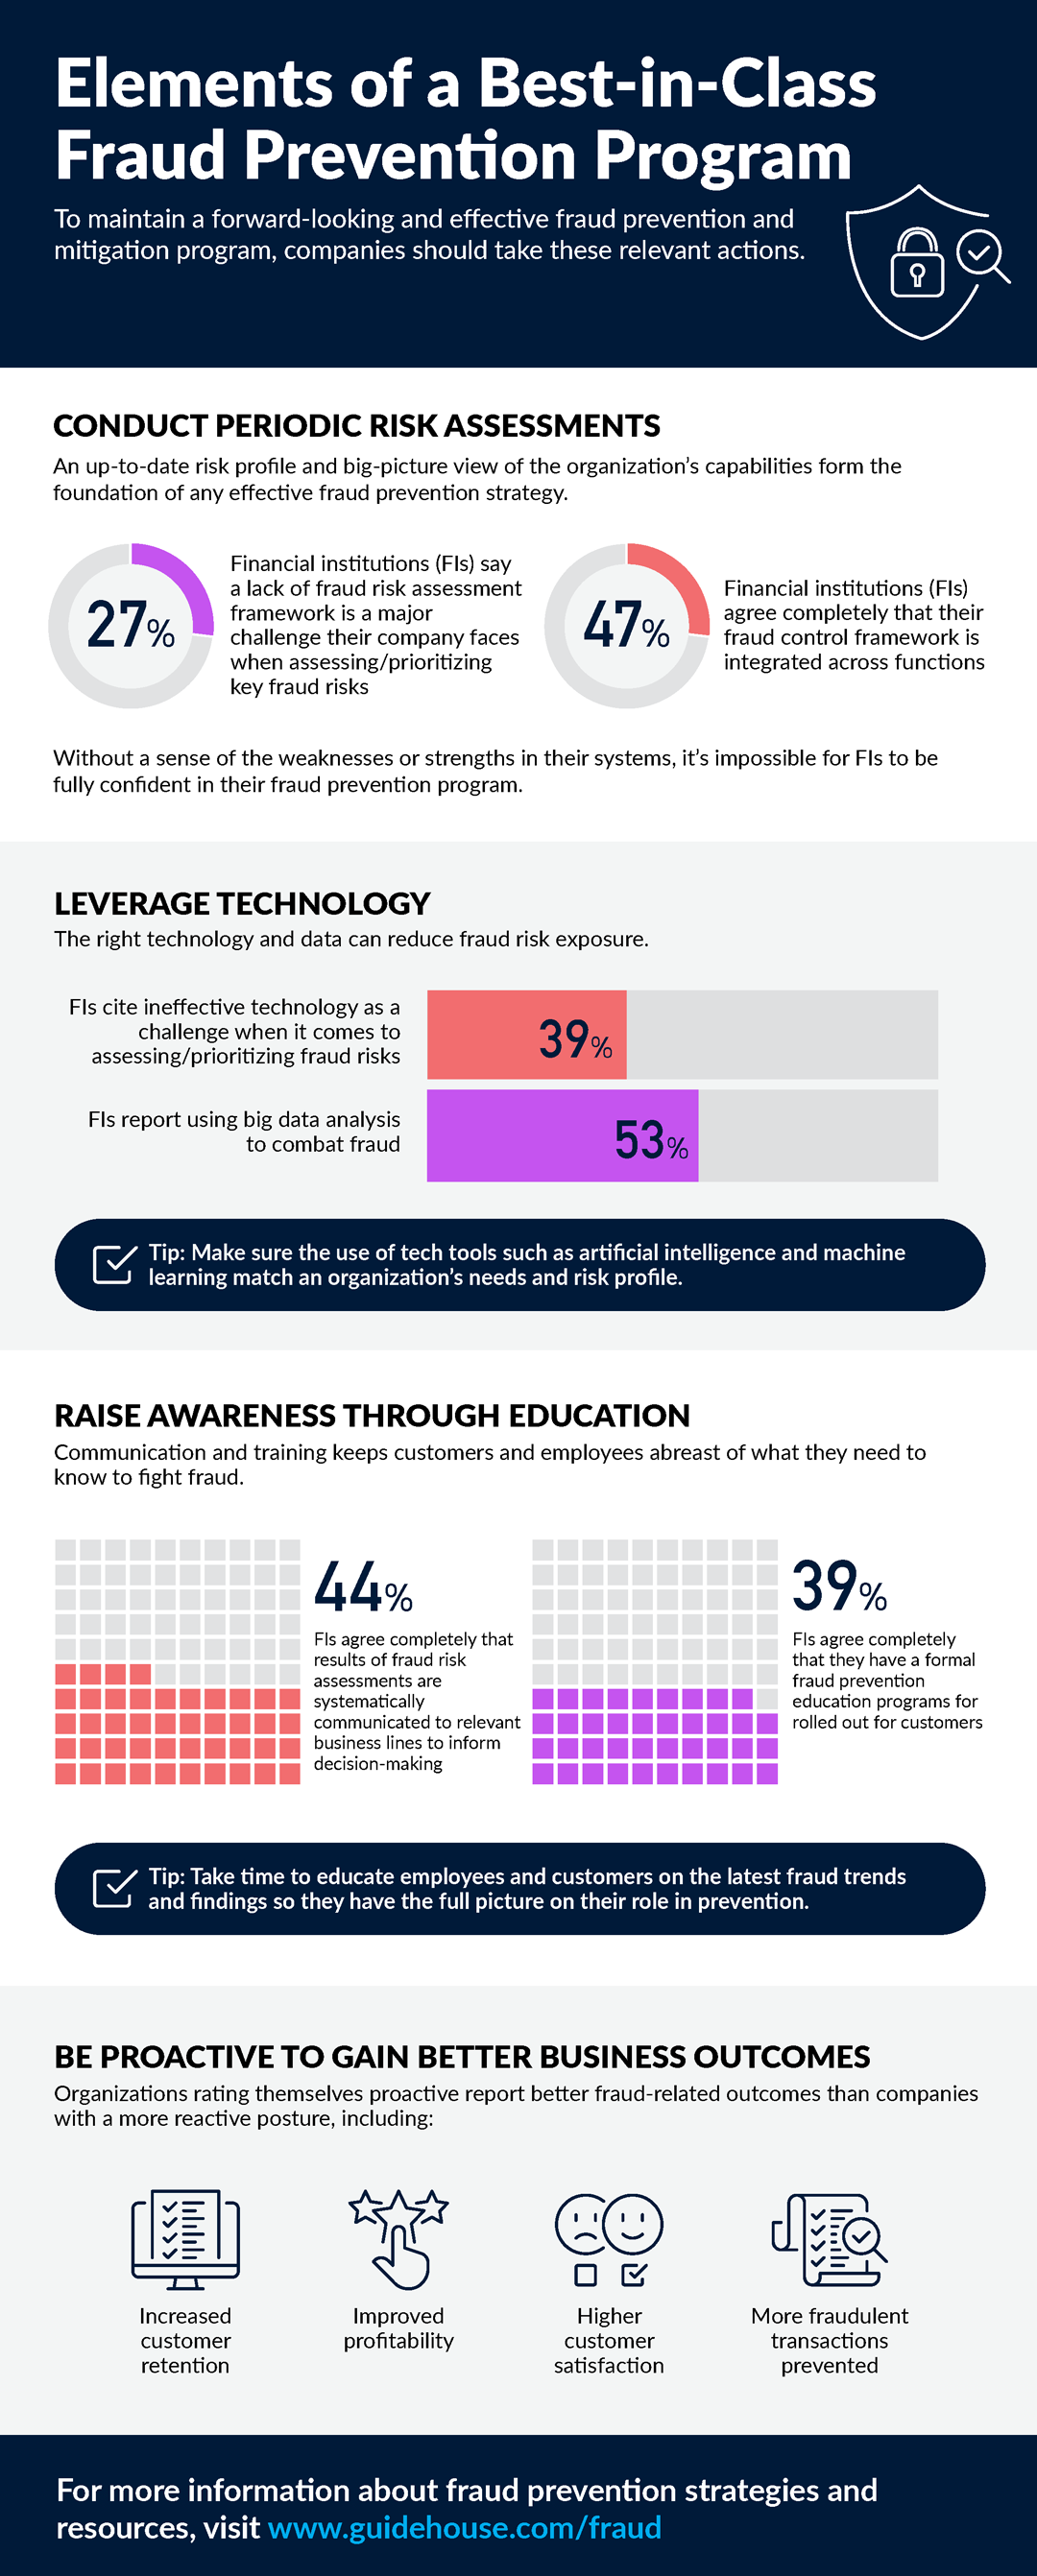 Elements of a Best-in-Class
Fraud Prevention Program
To maintain a forward-looking and effective fraud prevention and
mitigation program, companies should take these relevant actions.
CONDUCT PERIODIC RISK ASSESSMENTS
An up-to-date risk profile and big-picture view of the organization's capabilities form the
foundation of any effective fraud prevention strategy.
27%
Financial institutions (FIs) say
a lack of fraud risk assessment
framework is a major
challenge their company faces
when assessing/prioritizing
key fraud risks
47%
Financial institutions (FIs)
agree completely that their
fraud control framework is
integrated across functions
Without a sense of the weaknesses or strengths in their systems, it's impossible for FIs to be
fully confident in their fraud prevention program.
LEVERAGE TECHNOLOGY
The right technology and data can reduce fraud risk exposure.
FIs cite ineffective technology as a
challenge when it comes to
assessing/prioritizing fraud risks
39%
FIs report using big data analysis
to combat fraud
53%
Tip: Make sure the use of tech tools such as artificial intelligence and machine
learning match an organization's needs and risk profile.
RAISE AWARENESS THROUGH EDUCATION
Communication and training keeps customers and employees abreast of what they need to
know to fight fraud.
44%
FIs agree completely that
results of fraud risk
assessments are
systematically
communicated to relevant
business lines to inform
decision-making
39%
FIs agree completely
that they have a formal
fraud prevention
education programs for
rolled out for customers
Tip: Take time to educate employees and customers on the latest fraud trends
and findings so they have the full picture on their role in prevention.
BE PROACTIVE TO GAIN BETTER BUSINESS OUTCOMES
Organizations rating themselves proactive report better fraud-related outcomes than companies
with a more reactive posture, including:
Increased
customer
retention
Improved
profitability
Higher
customer
satisfaction
More fraudulent
transactions
prevented
For more information about fraud prevention strategies and
resources, visit www.guidehouse.com/fraud